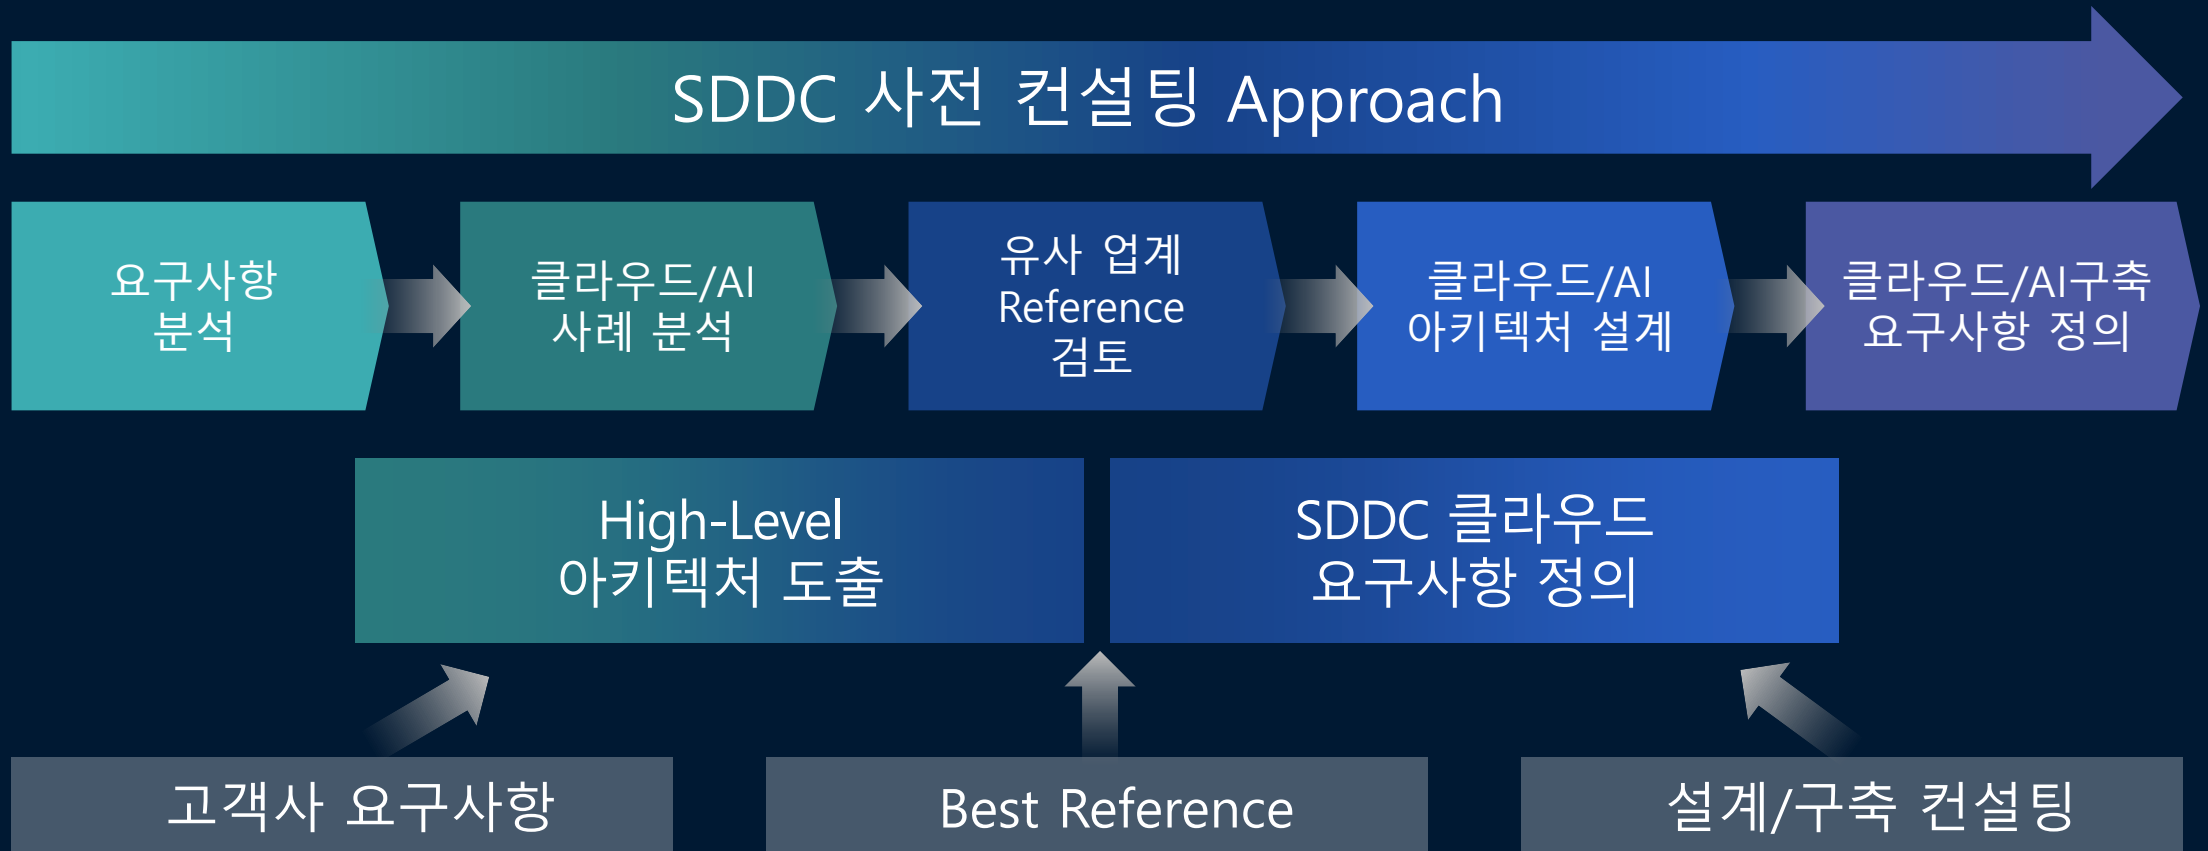 SDDC 사전 컨설팅 Approach
요구사항
분석
클라우드/AI
사례 분석
유사 업계
Reference
검토
클라우드/AI
아키텍처 설계
클라우드/AI구축
요구사항 정의
High-Level
아키텍처 도출
SDDC 클라우드
요구사항 정의
고객사 요구사항
Best Reference
설계/구축 컨설팅